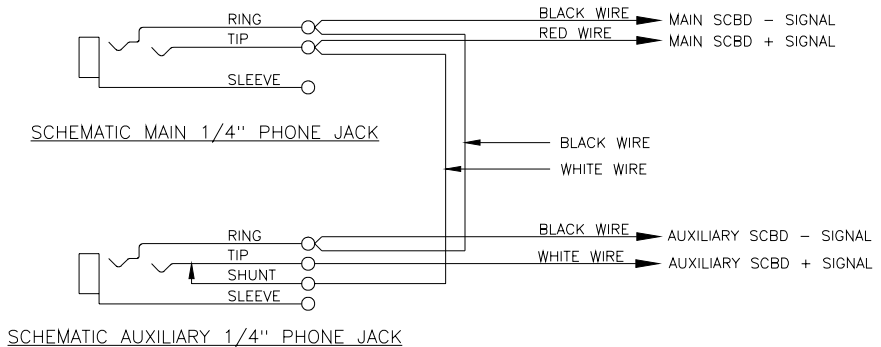 RING
BLACK WIRE
MAIN SCBD - SIGNAL
TIP
RED WIRE
MAIN SCBD + SIGNAL
SLEEVE
SCHEMATIC MAIN 1/4" PHONE JACK
BLACK WIRE
WHITE WIRE
RING
BLACK WIRE
AUXILIARY SCBD - SIGNAL
TIP
WHITE WIRE
AUXILIARY SCBD + SIGNAL
SHUNT
SLEEVE
SCHEMATIC AUXILIARY 1/4" PHONE JACK